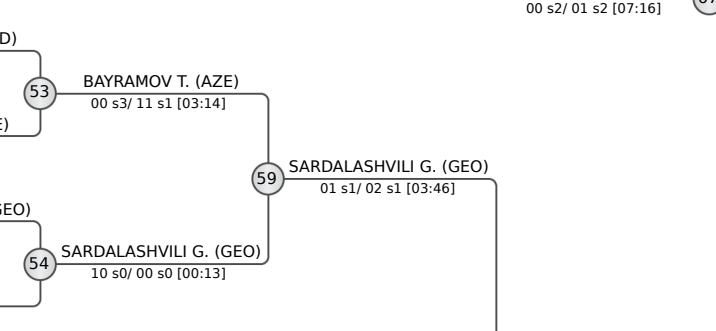 00 s2/ 01 s2 [07:16]
D)
BAYRAMOV T. (AZE)
53
00 s3/ 11 s1 [03:14]
SARDALASHVILI G. (GEO)
59
01 s1/ 02 s1 [03:46]
GEO)
SARDALASHVILI G. (GEO)
54
10 s0/ 00 s0 [00:13]